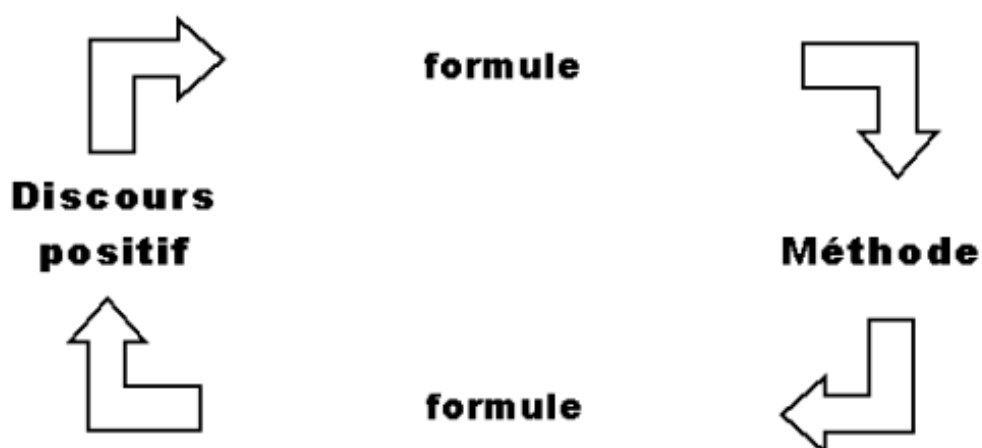 formule
Discours
positif
Méthode
formule